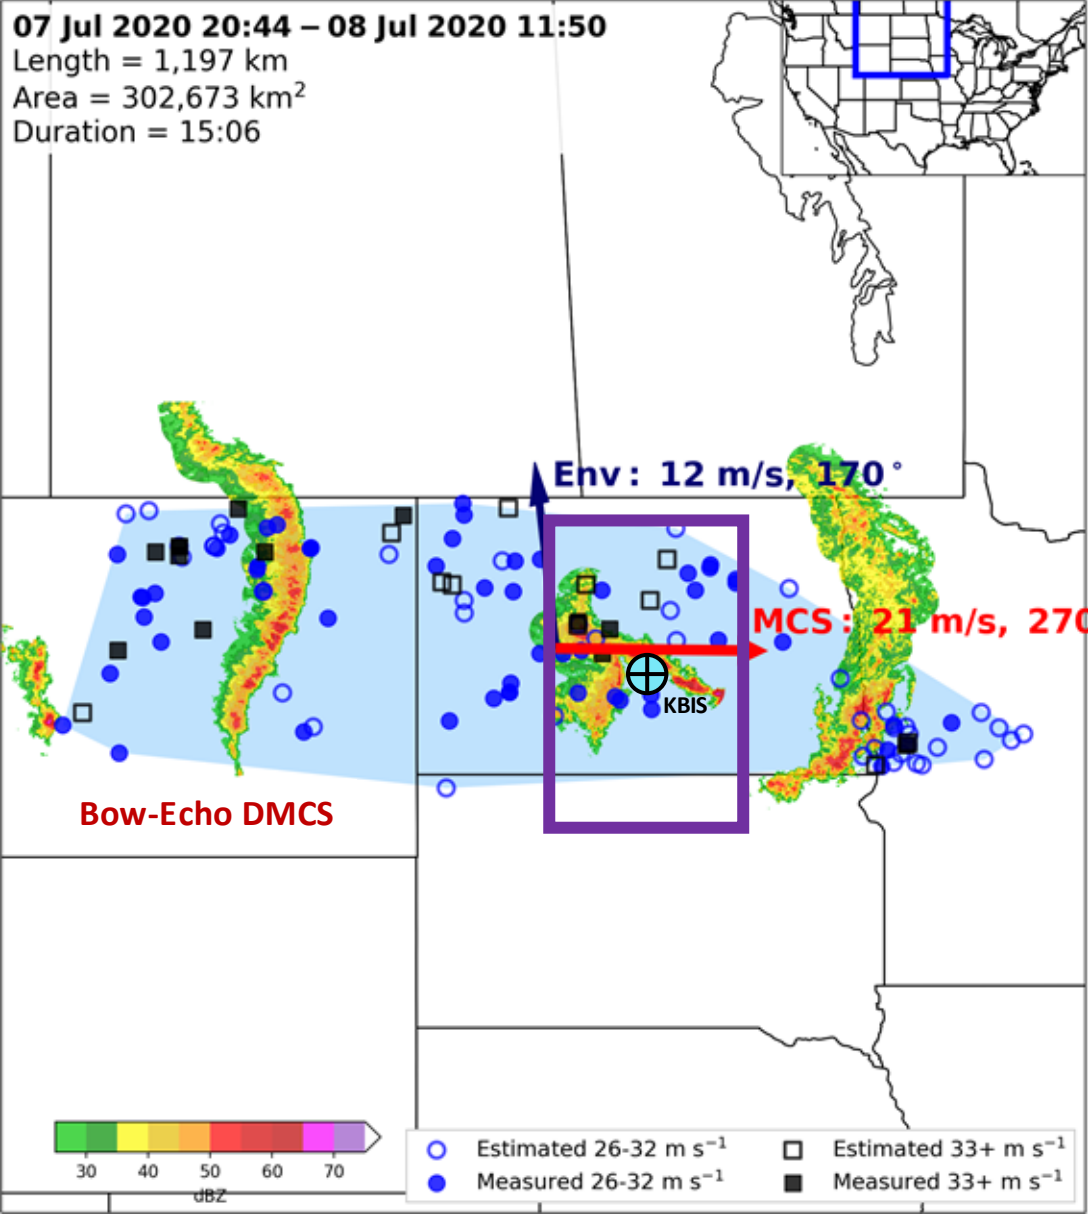 07 Jul 2020 20:44 – 08 Jul 2020 11:50
Length = 1,197 km
Area = 302,673 km²
Duration = 15:06
Env : 12 m/s, 170°
MCS : 21 m/s, 270
KBIS
Bow-Echo DMCS
30 40 50 60 70
dBZ
Estimated 26-32 m s⁻¹
Measured 26-32 m s⁻¹
Estimated 33+ m s⁻¹
Measured 33+ m s⁻¹